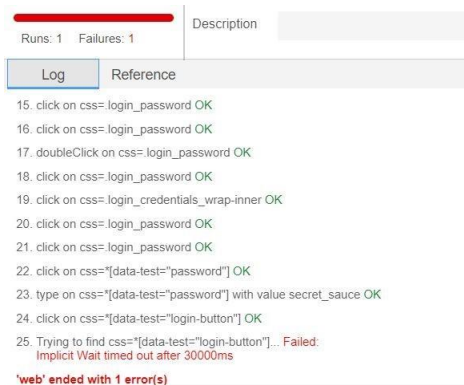 Runs: 1 Failures: 1
Description
Log Reference
15. click on css=.login_password OK
16. click on css=.login_password OK
17. doubleClick on css=.login_password OK
18. click on css=.login_password OK
19. click on css=.login_credentials_wrap-inner OK
20. click on css=.login_password OK
21. click on css=.login_password OK
22. click on css=*[data-test="password"] OK
23. type on css=*[data-test="password"] with value secret_sauce OK
24. click on css=*[data-test="login-button"] OK
25. Trying to find css=*[data-test="login-button"]... Failed:
Implicit Wait timed out after 30000ms
'web' ended with 1 error(s)